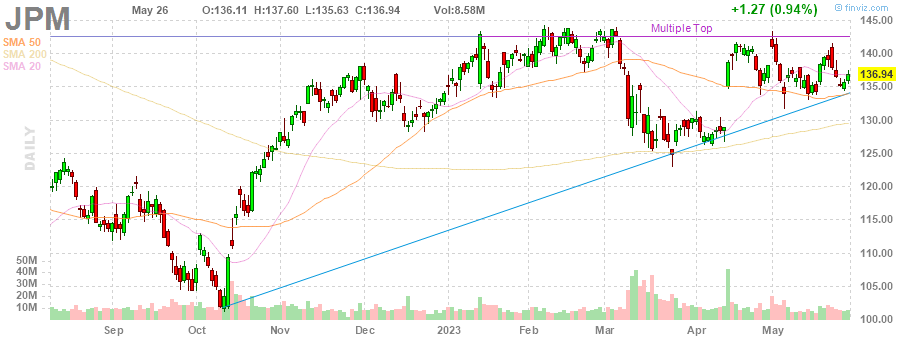 JPM May 26 O:136.11 H:137.60 L:135.63 C:136.94 Vol:8.58M +1.27 (0.94%) © finviz.com
SMA 50
SMA 200
SMA 20
DAILY
Multiple Top
145.00
140.00
136.94
135.00
130.00
125.00
120.00
115.00
110.00
105.00
100.00
50M
40M
30M
20M
10M
Sep Oct Nov Dec 2023 Feb Mar Apr May